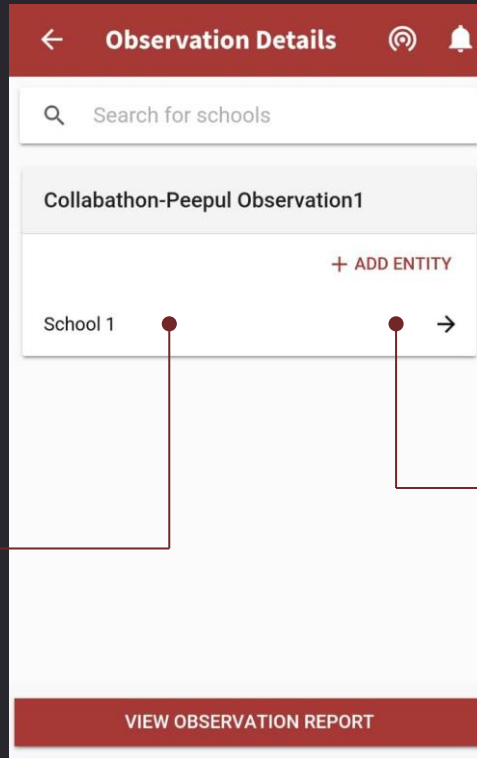 Observation Details
Search for schools
Collabathon-Peepul Observation1
+ ADD ENTITY
School 1
VIEW OBSERVATION REPORT